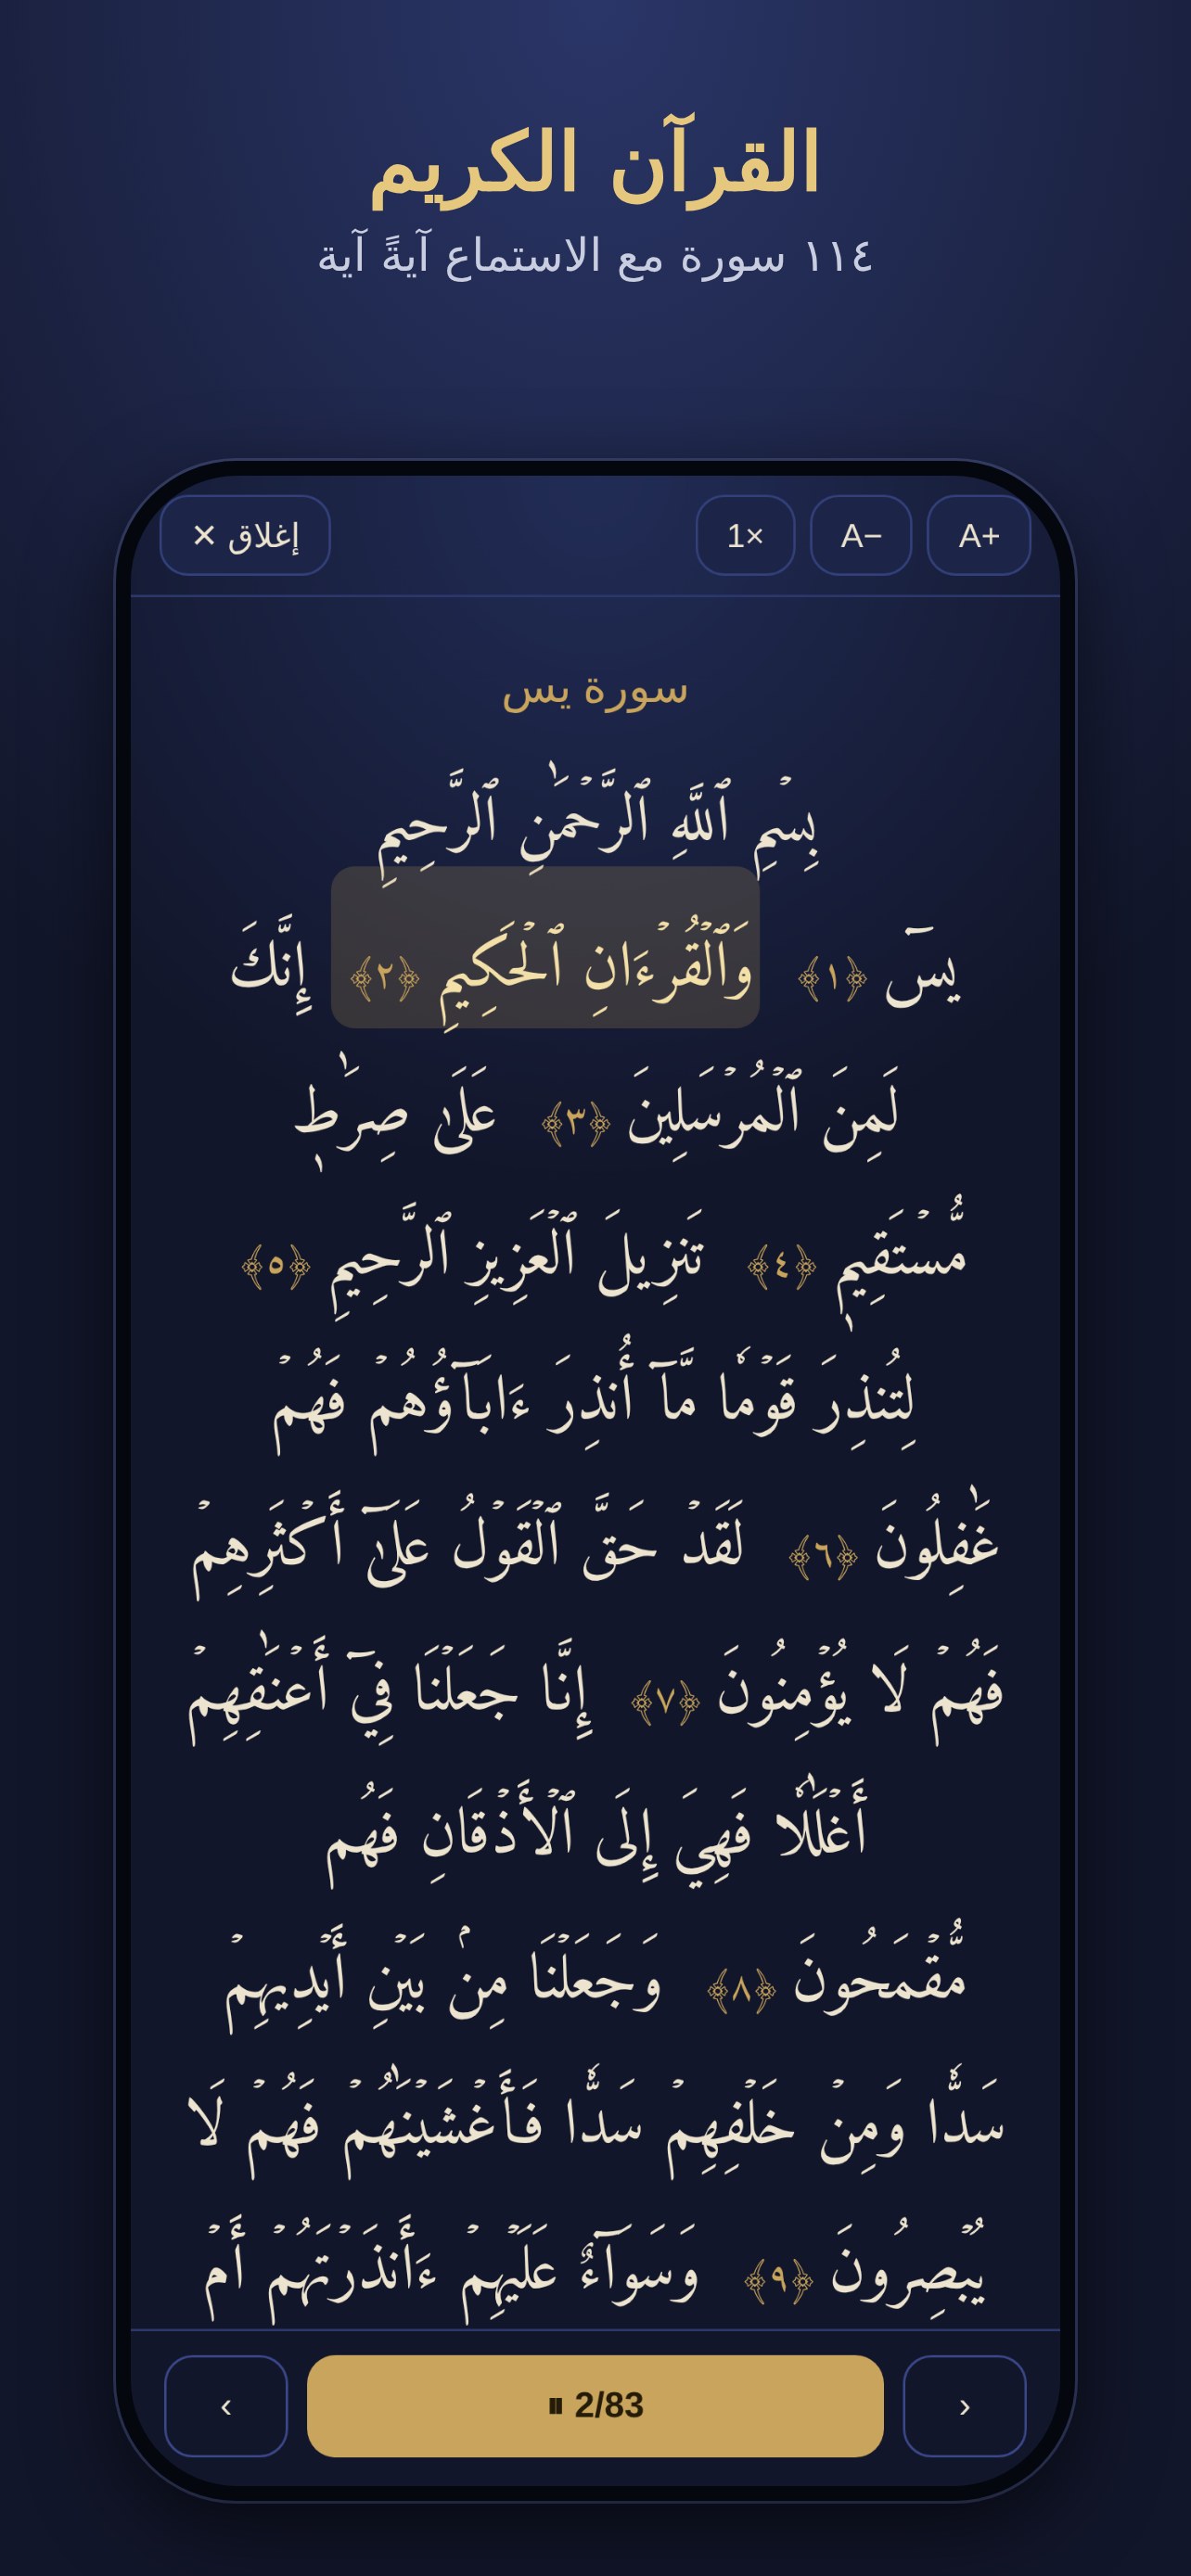 القرآن الكريم
١١٤ سورة مع الاستماع آيةً آية
✕ إغلاق
1×
A−
A+
سورة يس
بِسۡمِ ٱللَّهِ ٱلرَّحۡمَٰنِ ٱلرَّحِيمِ
يسٓ ﴿١﴾ وَٱلۡقُرۡءَانِ ٱلۡحَكِيمِ ﴿٢﴾ إِنَّكَ
لَمِنَ ٱلۡمُرۡسَلِينَ ﴿٣﴾ عَلَىٰ صِرَٰطٖ
مُّسۡتَقِيمٖ ﴿٤﴾ تَنزِيلَ ٱلۡعَزِيزِ ٱلرَّحِيمِ ﴿٥﴾
لِتُنذِرَ قَوۡمٗا مَّآ أُنذِرَ ءَابَآؤُهُمۡ فَهُمۡ
غَٰفِلُونَ ﴿٦﴾ لَقَدۡ حَقَّ ٱلۡقَوۡلُ عَلَىٰٓ أَكۡثَرِهِمۡ
فَهُمۡ لَا يُؤۡمِنُونَ ﴿٧﴾ إِنَّا جَعَلۡنَا فِيٓ أَعۡنَٰقِهِمۡ
أَغۡلَٰلٗا فَهِيَ إِلَى ٱلۡأَذۡقَانِ فَهُم
مُّقۡمَحُونَ ﴿٨﴾ وَجَعَلۡنَا مِنۢ بَيۡنِ أَيۡدِيهِمۡ
سَدّٗا وَمِنۡ خَلۡفِهِمۡ سَدّٗا فَأَغۡشَيۡنَٰهُمۡ فَهُمۡ لَا
يُبۡصِرُونَ ﴿٩﴾ وَسَوَآءٌ عَلَيۡهِمۡ ءَأَنذَرۡتَهُمۡ أَمۡ
‹
2/83
›